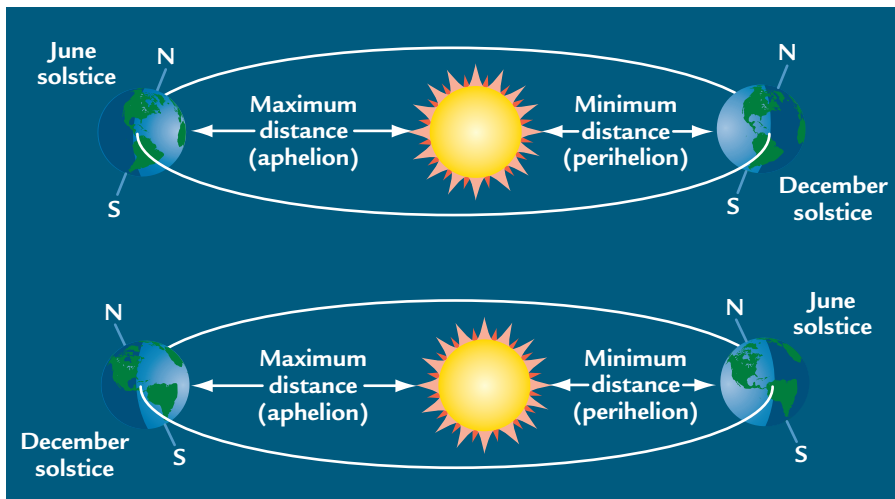 June
solstice
N
S
Maximum
distance
(aphelion)
Minimum
distance
(perihelion)
N
S
December
solstice
N
December
solstice
S
Maximum
distance
(aphelion)
Minimum
distance
(perihelion)
N
June
solstice
S